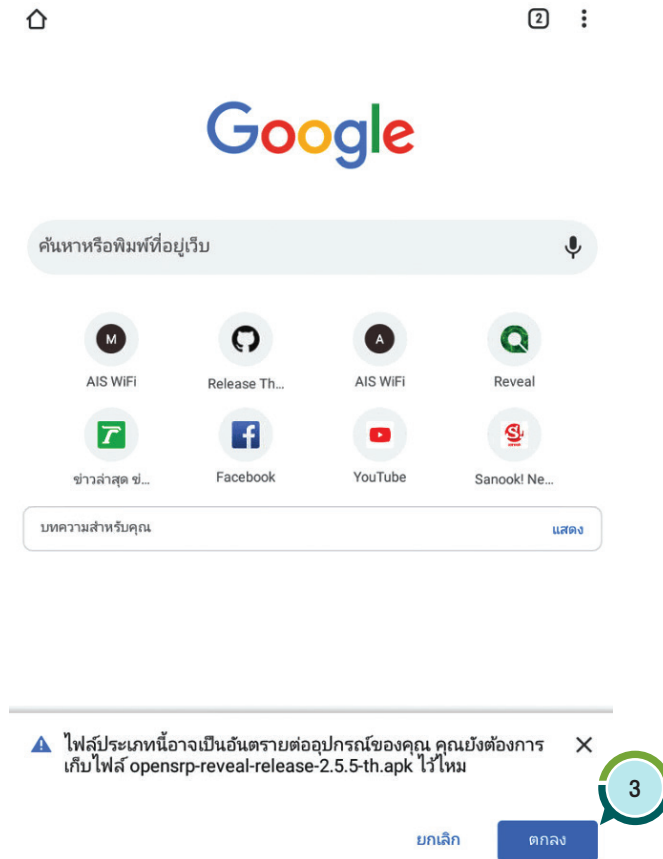 2
Google
ค้นหาหรือพิมพ์ที่อยู่เว็บ
M
A
AIS WiFi
Release Th...
AIS WiFi
Reveal
ข่าวล่าสุด ข่...
Facebook
YouTube
Sanook! Ne...
บทความสำหรับคุณ
แสดง
ไฟล์ประเภทนี้อาจเป็นอันตรายต่ออุปกรณ์ของคุณ คุณยังต้องการ
เก็บไฟล์ opensrp-reveal-release-2.5.5-th.apk ไว้ไหม
3
ยกเลิก
ตกลง